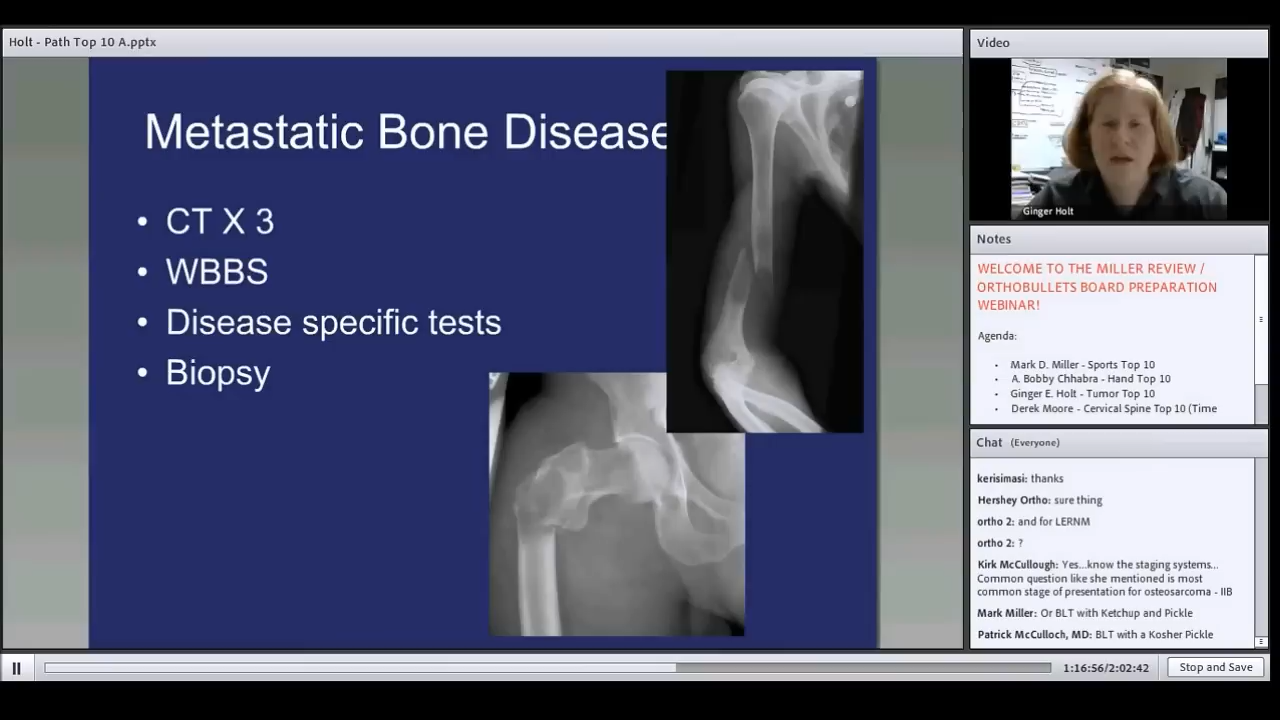 Holt - Path Top 10 A.pptx
Metastatic Bone Disease
• CT X 3
• WBBS
• Disease specific tests
• Biopsy
Video
Ginger Holt
Notes
WELCOME TO THE MILLER REVIEW /
ORTHOBULLETS BOARD PREPARATION
WEBINAR!
Agenda:
• Mark D. Miller - Sports Top 10
• A. Bobby Chhabra - Hand Top 10
• Ginger E. Holt - Tumor Top 10
• Derek Moore - Cervical Spine Top 10 (Time
Chat (Everyone)
kerisimasi: thanks
Hershey Ortho: sure thing
ortho 2: and for LERNM
ortho 2: ?
Kirk McCullough: Yes...know the staging systems...
Common question like she mentioned is most
common stage of presentation for osteosarcoma - IIB
Mark Miller: Or BLT with Ketchup and Pickle
Patrick McCulloch, MD: BLT with a Kosher Pickle
1:16:56/2:02:42
Stop and Save